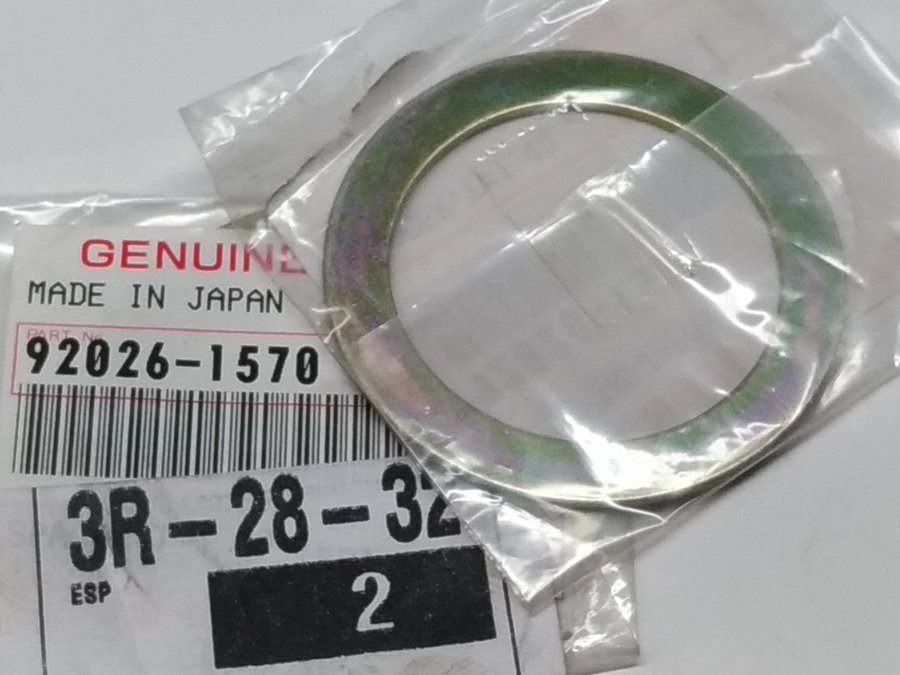 GENUINE
MADE IN JAPAN
PART No.
92026-1570
3R-28-32
ESP
2